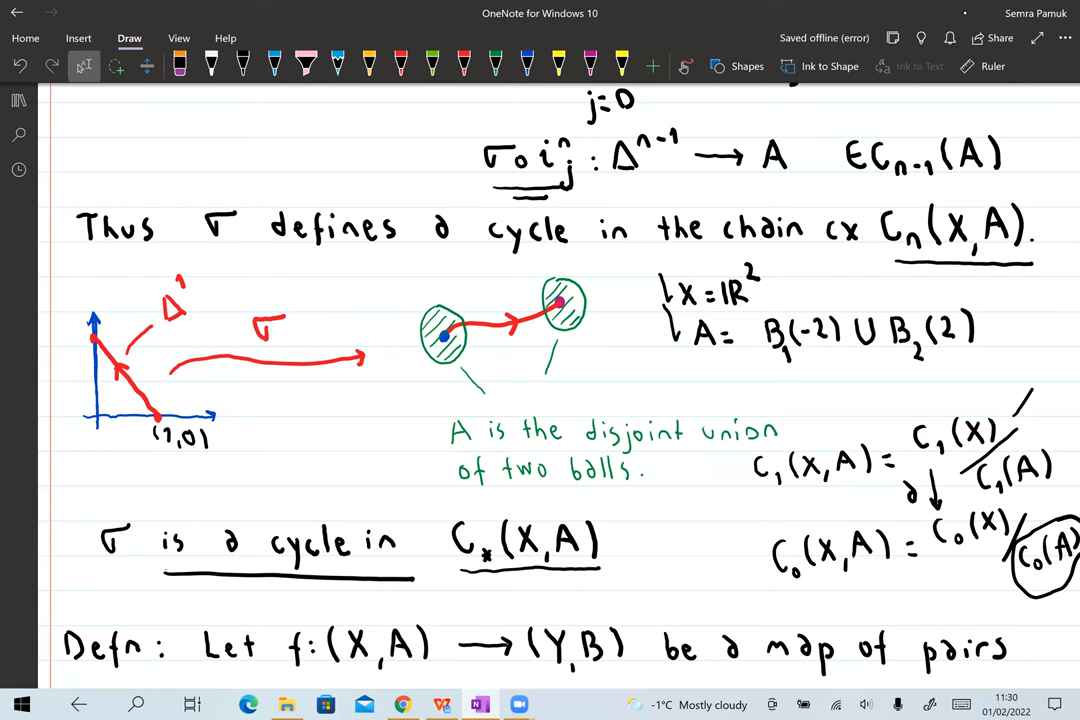 OneNote for Windows 10
Semra Pamuk
Home Insert Draw View Help
Saved offline (error)
Share
Shapes
Ink to Shape
Ink to Text
Ruler
j=0
σ∘i^n_j : Δ^{n-1} → A ∈ C_{n-1}(A)
Thus σ defines a cycle in the chain cx C_n(X,A).
Δ^1
σ
(1,0)
X = ℝ^2
A = B_1(-2) ∪ B_2(2)
A is the disjoint union
of two balls.
C_1(X,A) = C_1(X) / C_1(A)
∂ ↓
C_0(X,A) = C_0(X) / C_0(A)
σ is a cycle in C_*(X,A)
Defn: Let f:(X,A) → (Y,B) be a map of pairs
-1°C Mostly cloudy
11:30
01/02/2022